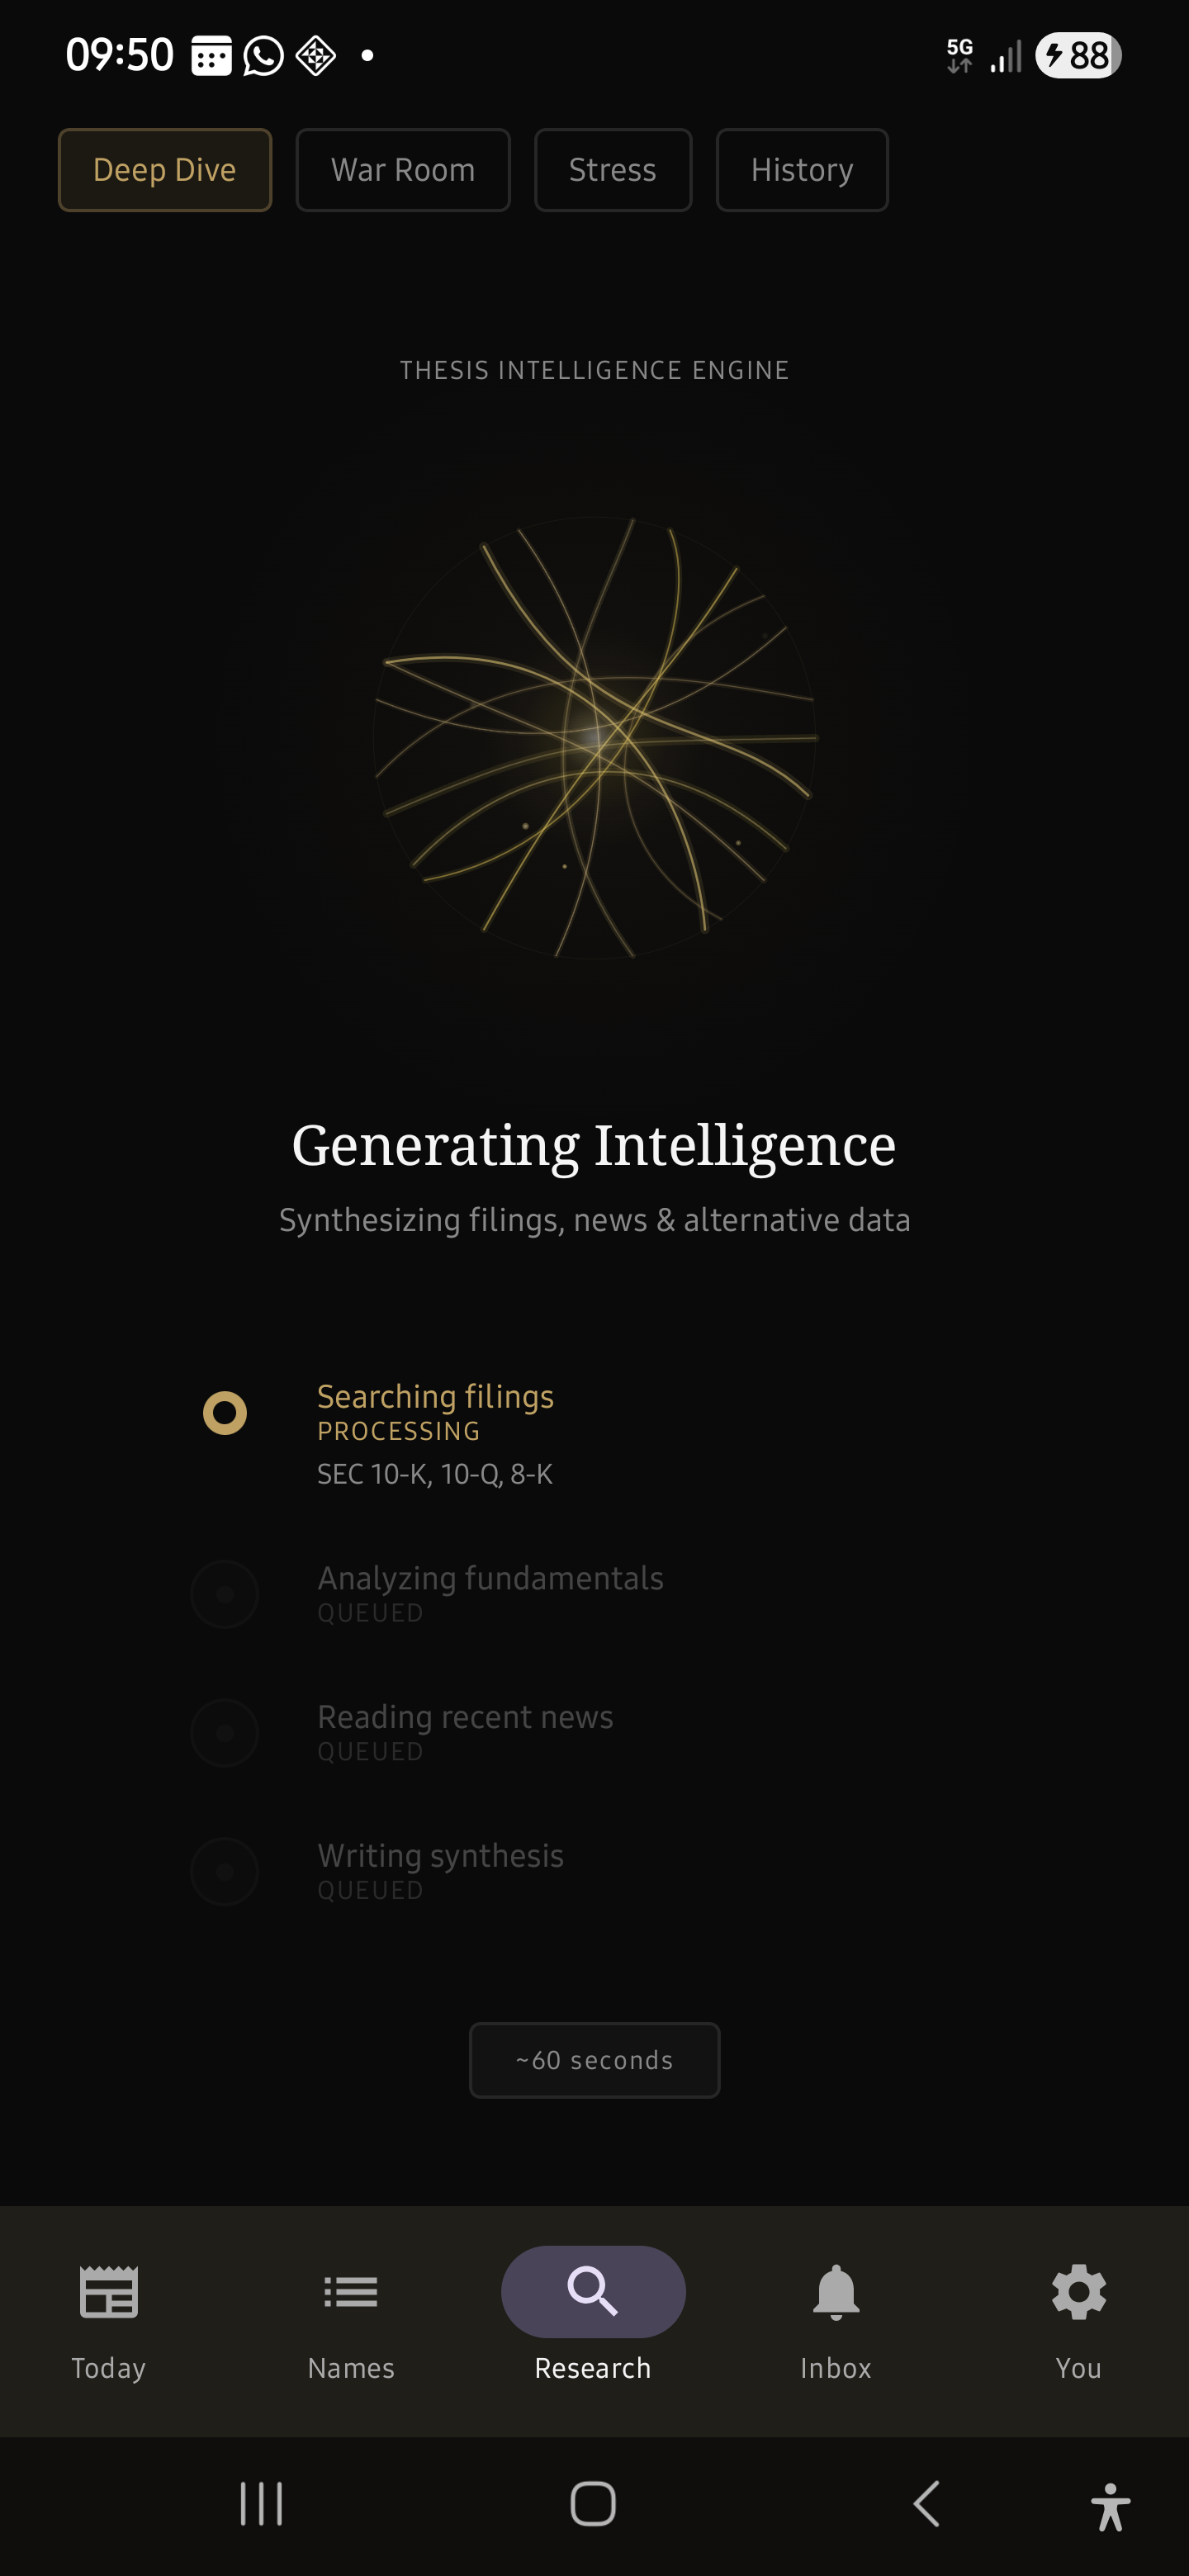 09:50
5G
88
Deep Dive
War Room
Stress
History
THESIS INTELLIGENCE ENGINE
Generating Intelligence
Synthesizing filings, news & alternative data
Searching filings
PROCESSING
SEC 10-K, 10-Q, 8-K
Analyzing fundamentals
QUEUED
Reading recent news
QUEUED
Writing synthesis
QUEUED
~60 seconds
Today
Names
Research
Inbox
You